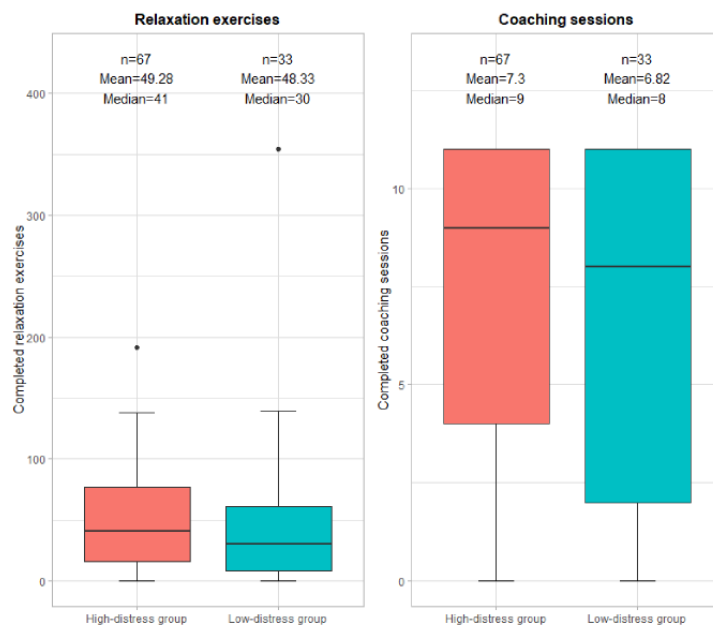 Relaxation exercises
n=67
Mean=49.28
Median=41
n=33
Mean=48.33
Median=30
400
300
200
100
0
Completed relaxation exercises
High-distress group
Low-distress group
Coaching sessions
n=67
Mean=7.3
Median=9
n=33
Mean=6.82
Median=8
10
5
0
Completed coaching sessions
High-distress group
Low-distress group